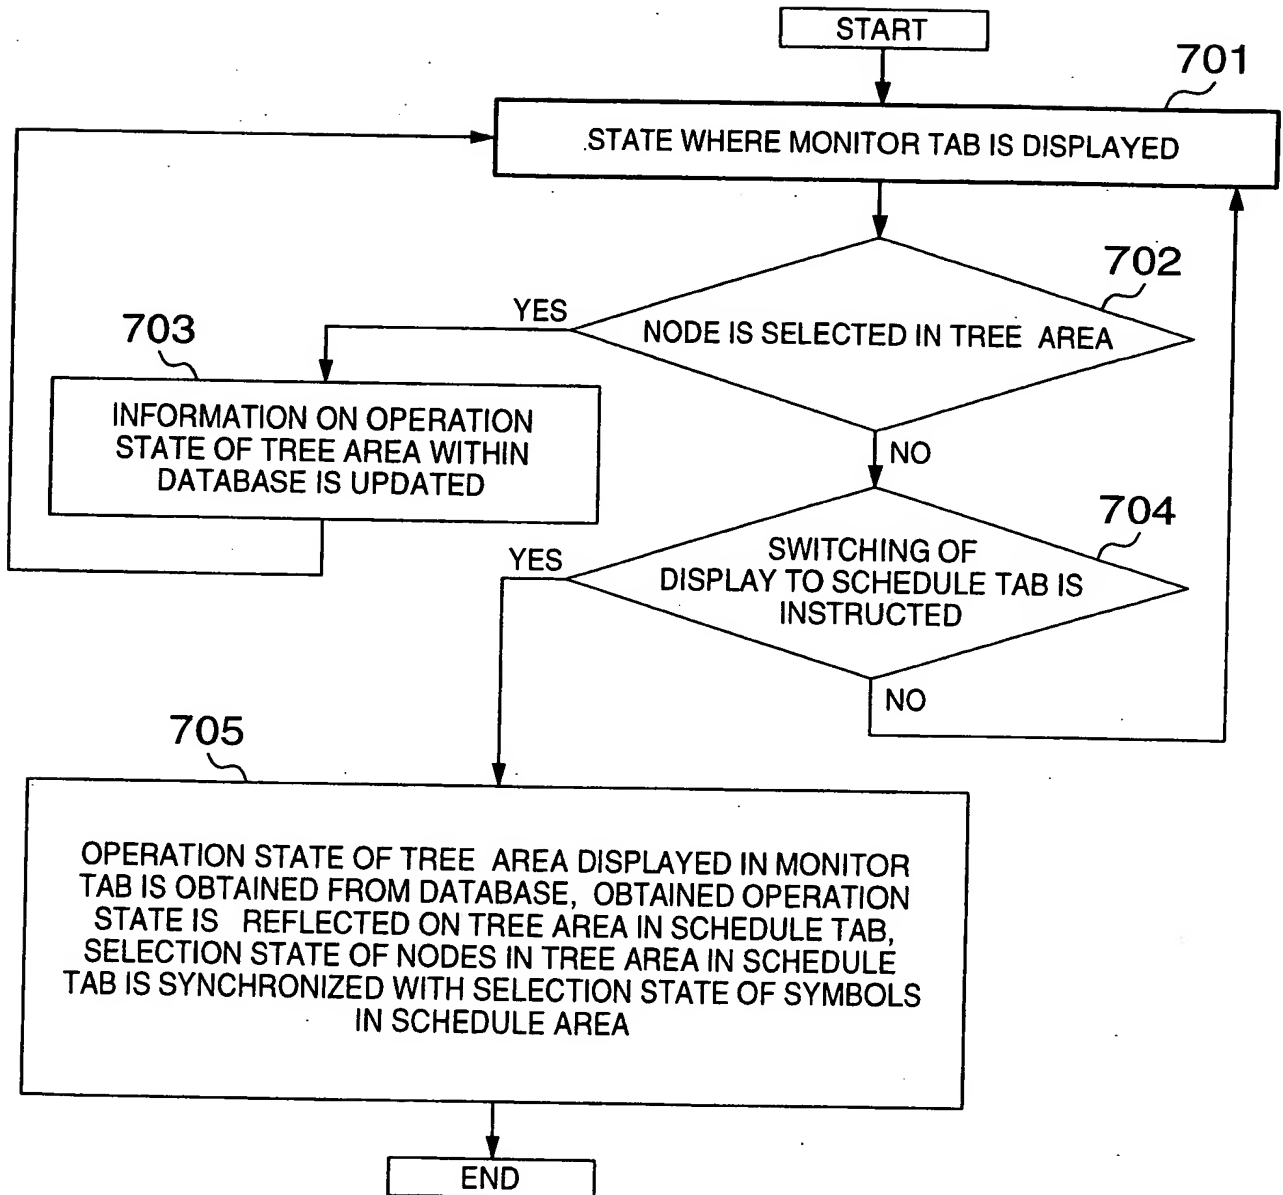 START
701
STATE WHERE MONITOR TAB IS DISPLAYED
702
YES
NODE IS SELECTED IN TREE AREA
703
INFORMATION ON OPERATION
STATE OF TREE AREA WITHIN
DATABASE IS UPDATED
NO
704
YES
SWITCHING OF
DISPLAY TO SCHEDULE TAB IS
INSTRUCTED
NO
705
OPERATION STATE OF TREE AREA DISPLAYED IN MONITOR
TAB IS OBTAINED FROM DATABASE, OBTAINED OPERATION
STATE IS REFLECTED ON TREE AREA IN SCHEDULE TAB,
SELECTION STATE OF NODES IN TREE AREA IN SCHEDULE
TAB IS SYNCHRONIZED WITH SELECTION STATE OF SYMBOLS
IN SCHEDULE AREA
END